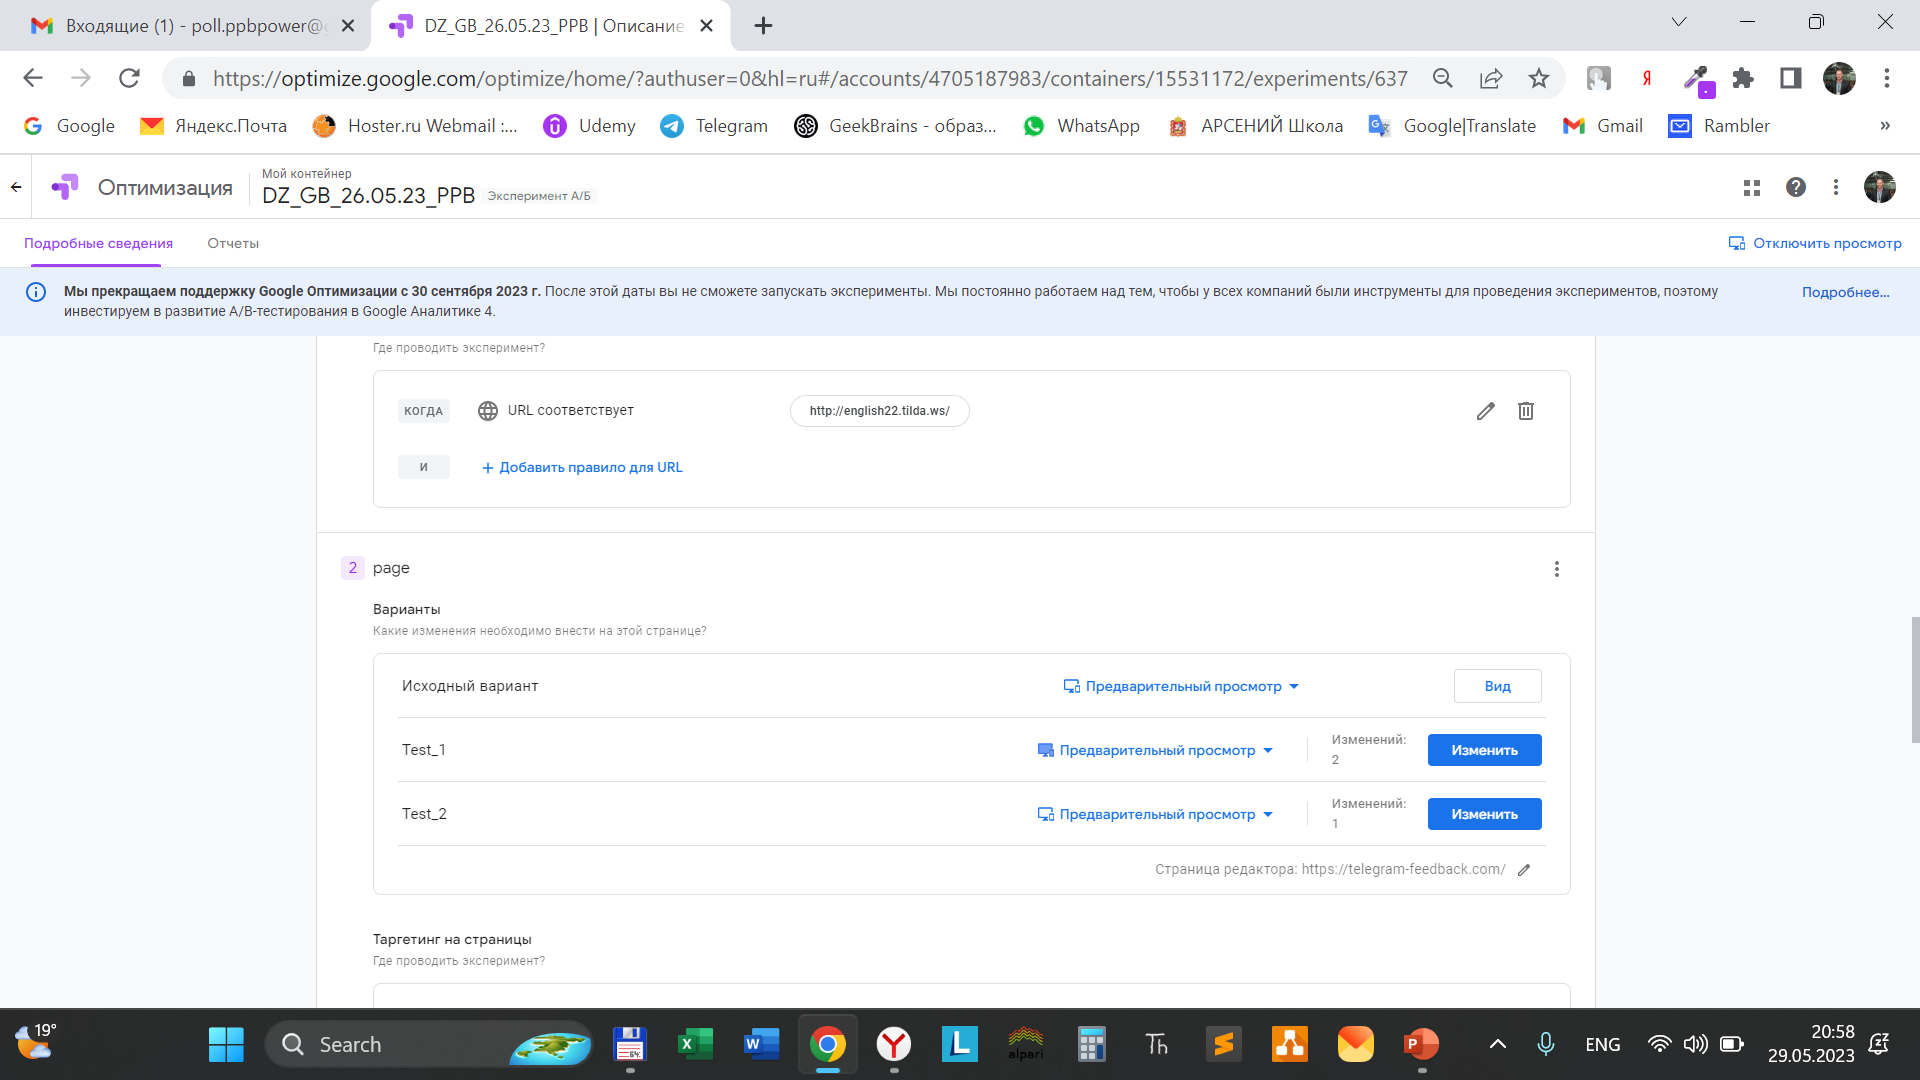 Входящие (1) - poll.ppbpower@g
DZ_GB_26.05.23_PPB | Описание
https://optimize.google.com/optimize/home/?authuser=0&hl=ru#/accounts/4705187983/containers/15531172/experiments/637
Я
Google
Яндекс.Почта
Hoster.ru Webmail :...
Udemy
Telegram
GeekBrains - образ...
WhatsApp
АРСЕНИЙ Школа
Google|Translate
Gmail
Rambler
»
Оптимизация
Мой контейнер
DZ_GB_26.05.23_PPB
Эксперимент А/Б
Подробные сведения
Отчеты
Отключить просмотр
Мы прекращаем поддержку Google Оптимизации с 30 сентября 2023 г. После этой даты вы не сможете запускать эксперименты. Мы постоянно работаем над тем, чтобы у всех компаний были инструменты для проведения экспериментов, поэтому
инвестируем в развитие A/B-тестирования в Google Аналитике 4.
Подробнее...
Где проводить эксперимент?
КОГДА
URL соответствует
http://english22.tilda.ws/
И
+ Добавить правило для URL
2
page
Варианты
Какие изменения необходимо внести на этой странице?
Исходный вариант
Предварительный просмотр
Вид
Test_1
Предварительный просмотр
Изменений:
2
Изменить
Test_2
Предварительный просмотр
Изменений:
1
Изменить
Страница редактора: https://telegram-feedback.com/
Таргетинг на страницы
Где проводить эксперимент?
19°
Search
64
X
W
Y
L
alpari
Th
S
P
ENG
20:58
29.05.2023